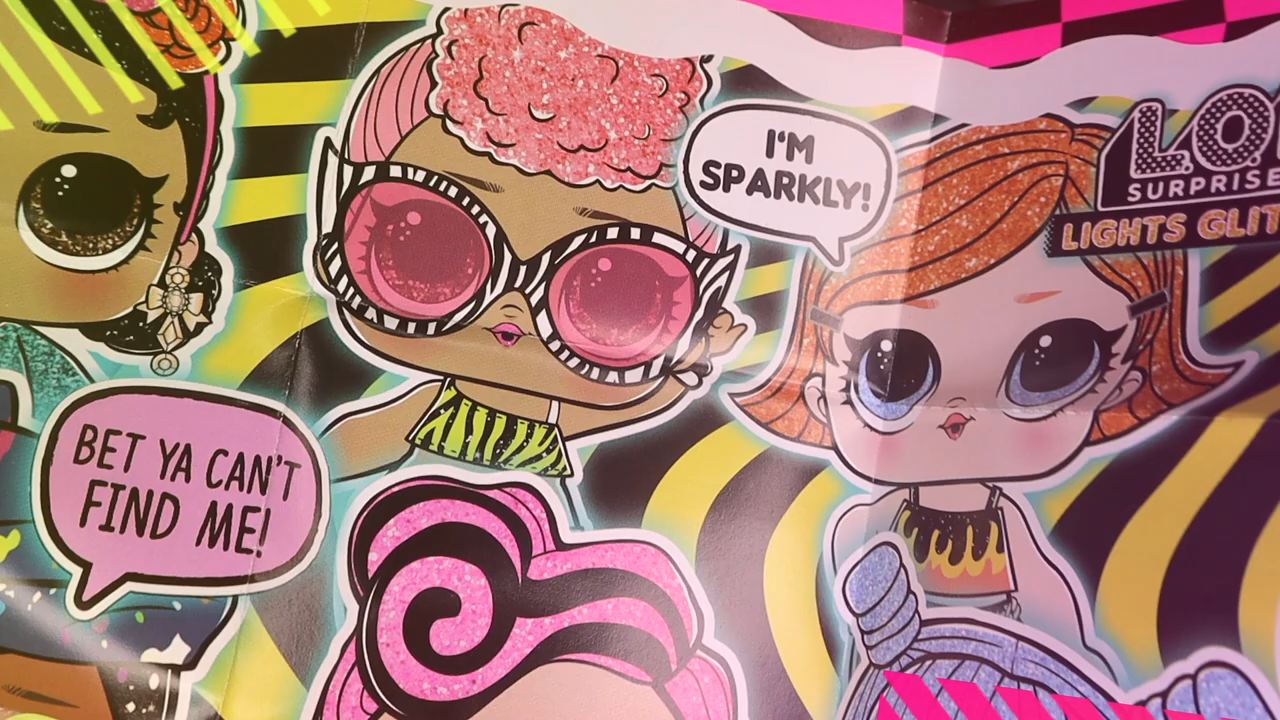 I'M
SPARKLY!
L.O.
SURPRISE
LIGHTS GLIT
BET YA CAN'T
FIND ME!